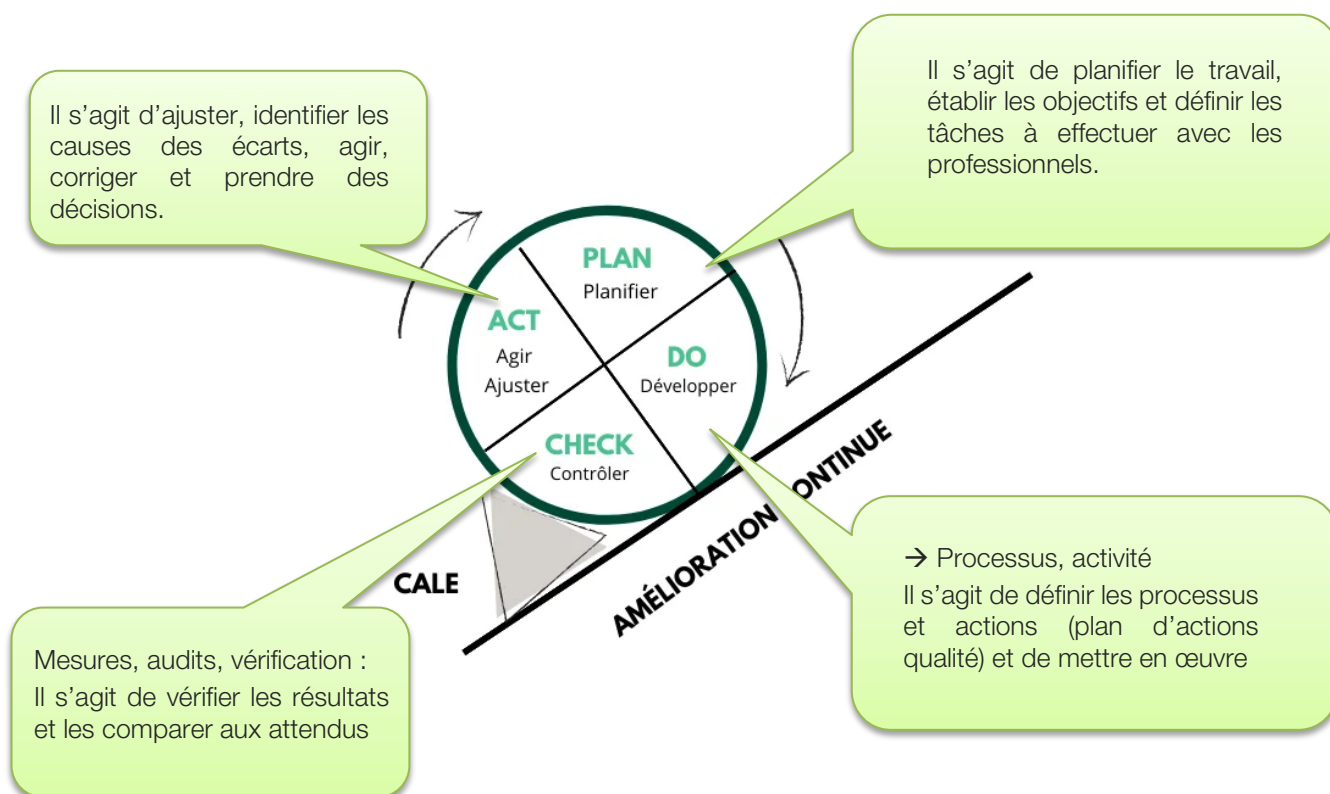 Il s’agit d’ajuster, identifier les
causes des écarts, agir,
corriger et prendre des
décisions.
Il s’agit de planifier le travail,
établir les objectifs et définir les
tâches à effectuer avec les
professionnels.
PLAN
Planifier
ACT
Agir
Ajuster
DO
Développer
CHECK
Contrôler
CALE
AMÉLIORATION CONTINUE
Mesures, audits, vérification :
Il s’agit de vérifier les résultats
et les comparer aux attendus
→ Processus, activité
Il s’agit de définir les processus
et actions (plan d’actions
qualité) et de mettre en œuvre